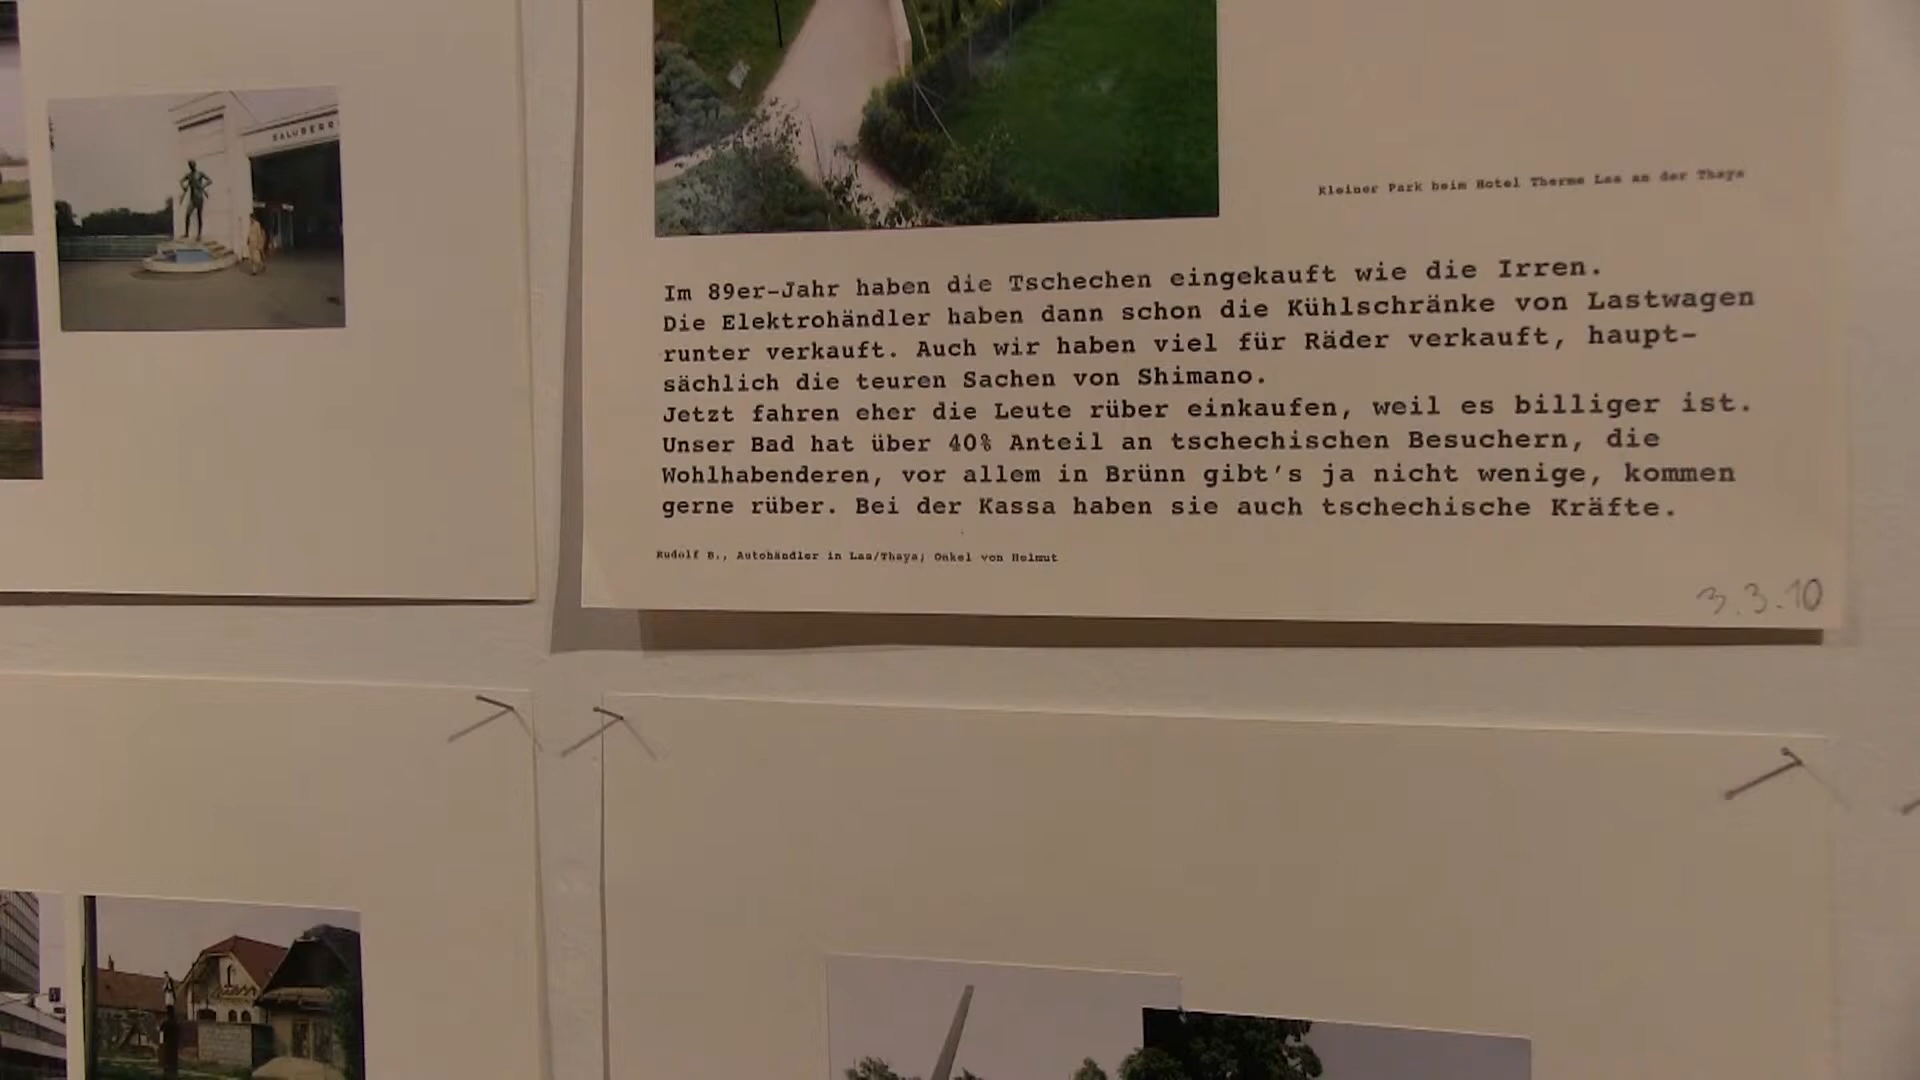 Kleiner Park beim Hotel Therme Laa an der Thaya
Im 89er-Jahr haben die Tschechen eingekauft wie die Irren.
Die Elektrohändler haben dann schon die Kühlschränke von Lastwagen
runter verkauft. Auch wir haben viel für Räder verkauft, haupt-
sächlich die teuren Sachen von Shimano.
Jetzt fahren eher die Leute rüber einkaufen, weil es billiger ist.
Unser Bad hat über 40% Anteil an tschechischen Besuchern, die
Wohlhabenderen, vor allem in Brünn gibt's ja nicht wenige, kommen
gerne rüber. Bei der Kassa haben sie auch tschechische Kräfte.
Rudolf B., Autohändler in Laa/Thaya; Onkel von Helmut
3.3.10